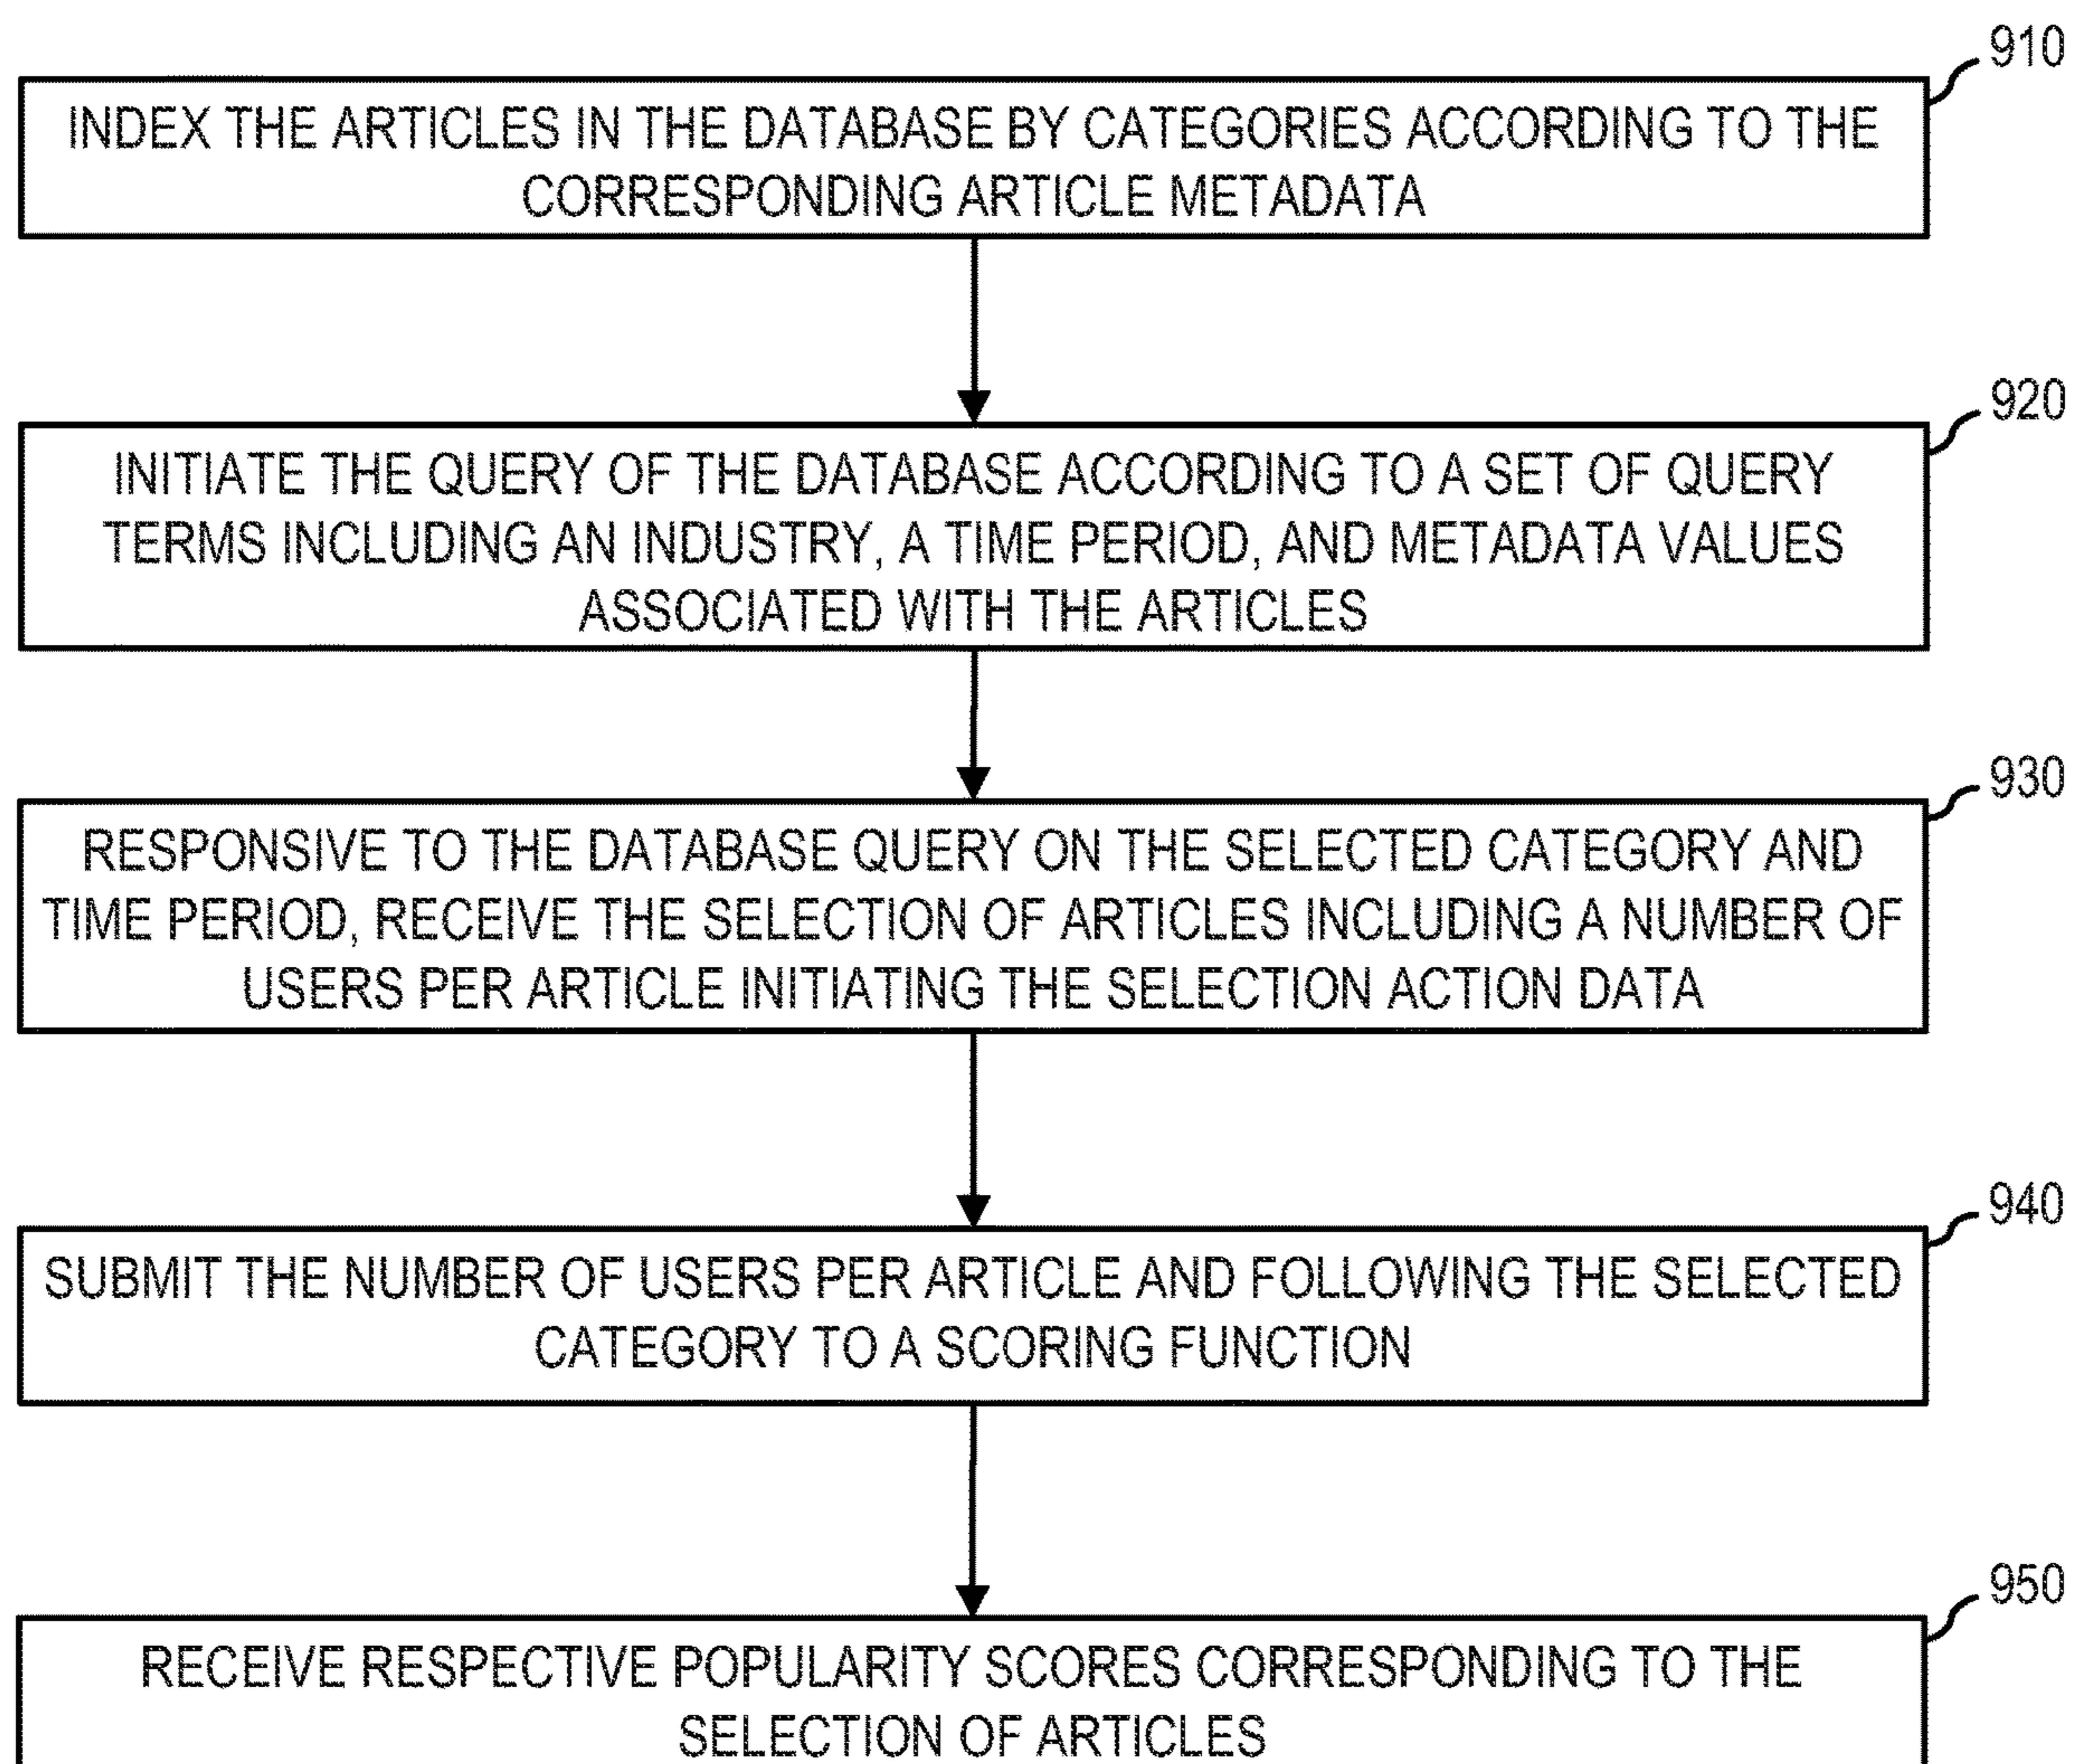 910
INDEX THE ARTICLES IN THE DATABASE BY CATEGORIES ACCORDING TO THE
CORRESPONDING ARTICLE METADATA
920
INITIATE THE QUERY OF THE DATABASE ACCORDING TO A SET OF QUERY
TERMS INCLUDING AN INDUSTRY, A TIME PERIOD, AND METADATA VALUES
ASSOCIATED WITH THE ARTICLES
930
RESPONSIVE TO THE DATABASE QUERY ON THE SELECTED CATEGORY AND
TIME PERIOD, RECEIVE THE SELECTION OF ARTICLES INCLUDING A NUMBER OF
USERS PER ARTICLE INITIATING THE SELECTION ACTION DATA
940
SUBMIT THE NUMBER OF USERS PER ARTICLE AND FOLLOWING THE SELECTED
CATEGORY TO A SCORING FUNCTION
950
RECEIVE RESPECTIVE POPULARITY SCORES CORRESPONDING TO THE
SELECTION OF ARTICLES